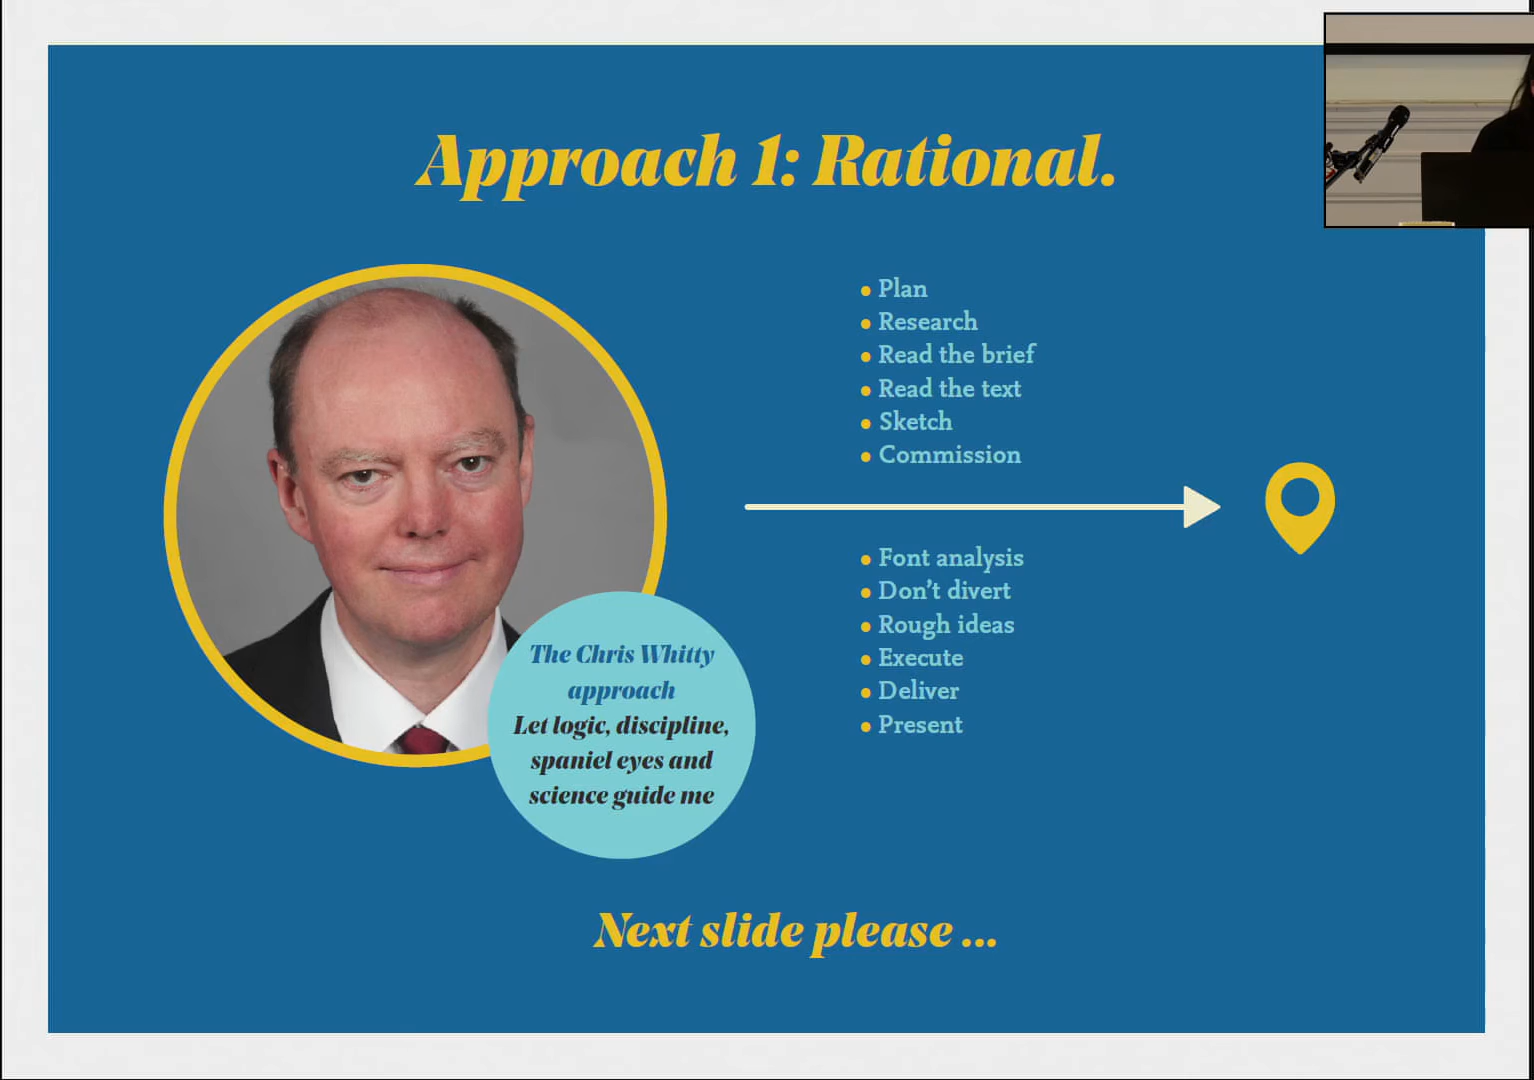 Approach 1: Rational.
• Plan
• Research
• Read the brief
• Read the text
• Sketch
• Commission
• Font analysis
• Don’t divert
• Rough ideas
• Execute
• Deliver
• Present
The Chris Whitty
approach
Let logic, discipline,
spaniel eyes and
science guide me
Next slide please ...